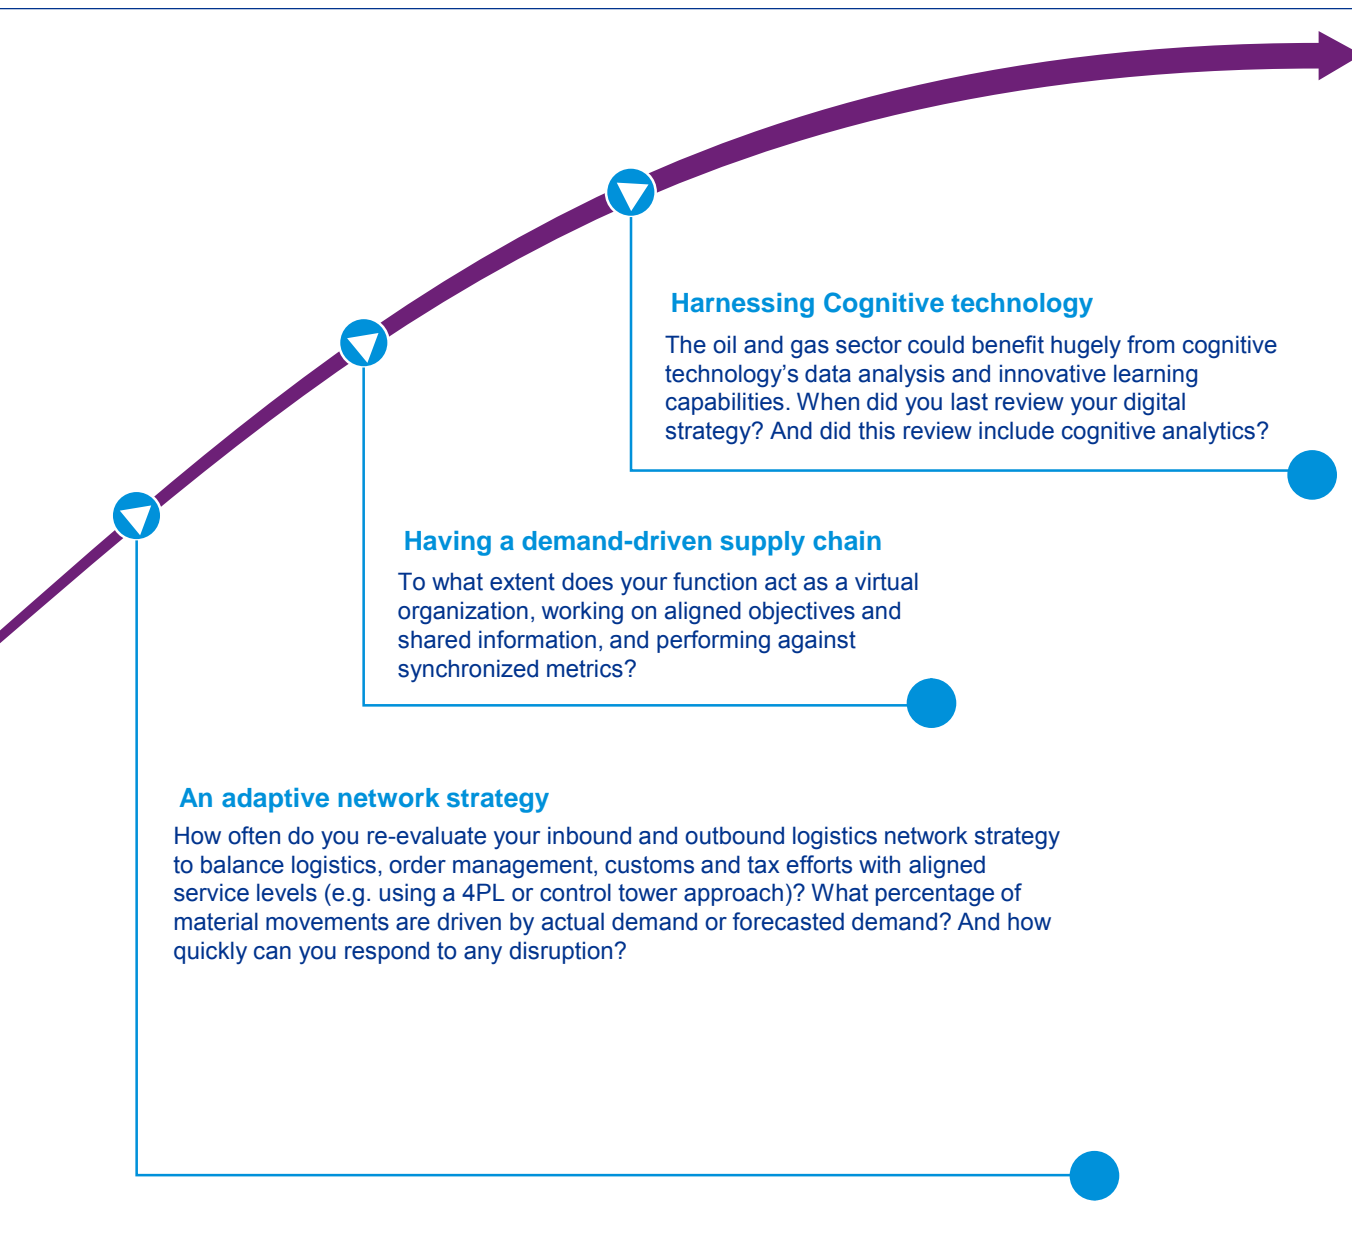 Harnessing Cognitive technology
The oil and gas sector could benefit hugely from cognitive
technology’s data analysis and innovative learning
capabilities. When did you last review your digital
strategy? And did this review include cognitive analytics?
Having a demand-driven supply chain
To what extent does your function act as a virtual
organization, working on aligned objectives and
shared information, and performing against
synchronized metrics?
An adaptive network strategy
How often do you re-evaluate your inbound and outbound logistics network strategy
to balance logistics, order management, customs and tax efforts with aligned
service levels (e.g. using a 4PL or control tower approach)? What percentage of
material movements are driven by actual demand or forecasted demand? And how
quickly can you respond to any disruption?